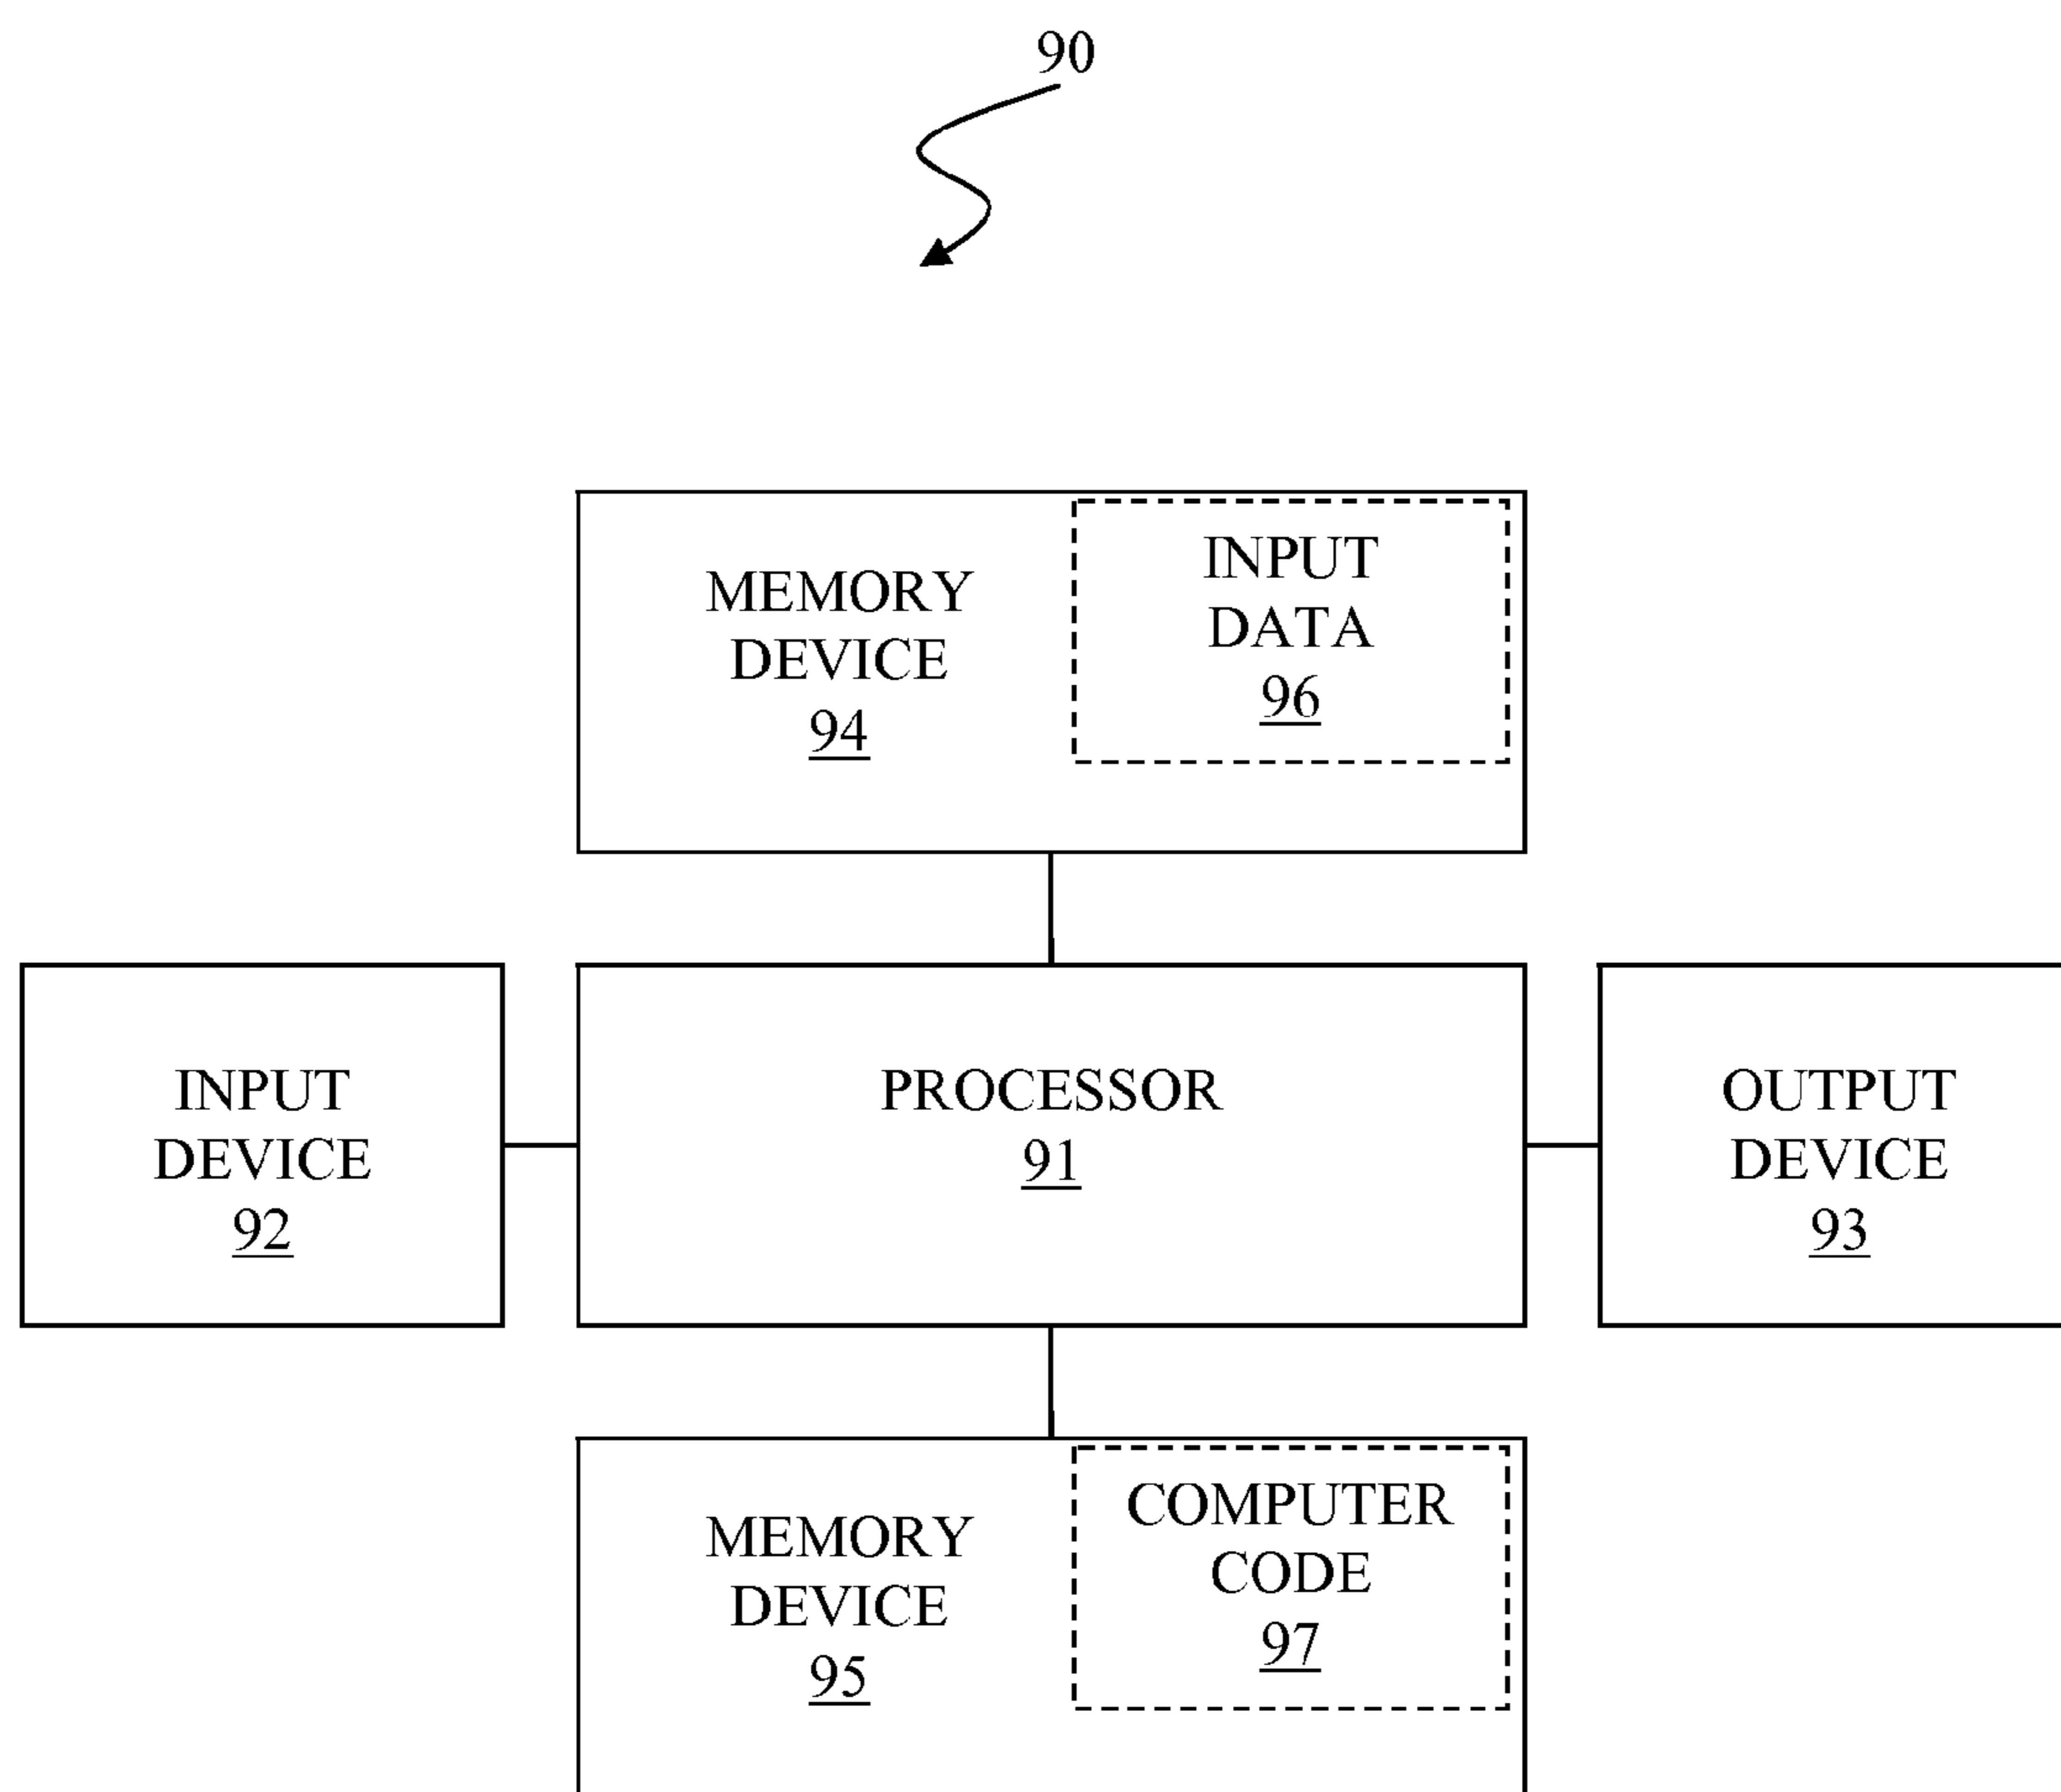 90
MEMORY
DEVICE
94
INPUT
DATA
96
INPUT
DEVICE
92
PROCESSOR
91
OUTPUT
DEVICE
93
MEMORY
DEVICE
95
COMPUTER
CODE
97